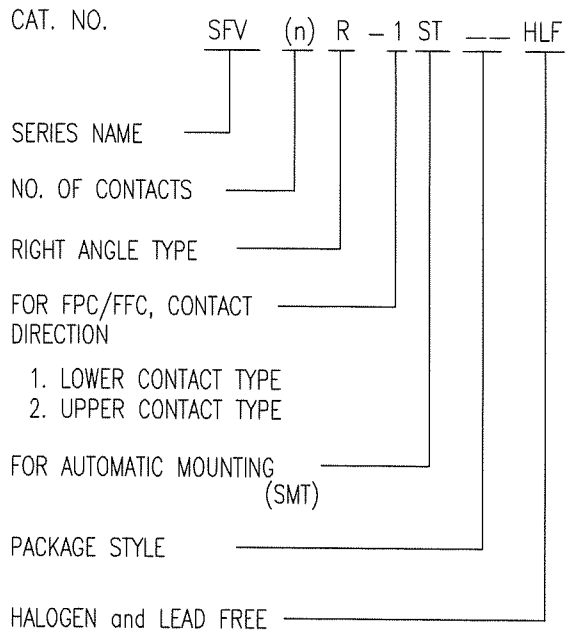 CAT. NO.
SFV (n) R - 1 ST __ HLF
SERIES NAME
NO. OF CONTACTS
RIGHT ANGLE TYPE
FOR FPC/FFC, CONTACT
DIRECTION
1. LOWER CONTACT TYPE
2. UPPER CONTACT TYPE
FOR AUTOMATIC MOUNTING
(SMT)
PACKAGE STYLE
HALOGEN and LEAD FREE